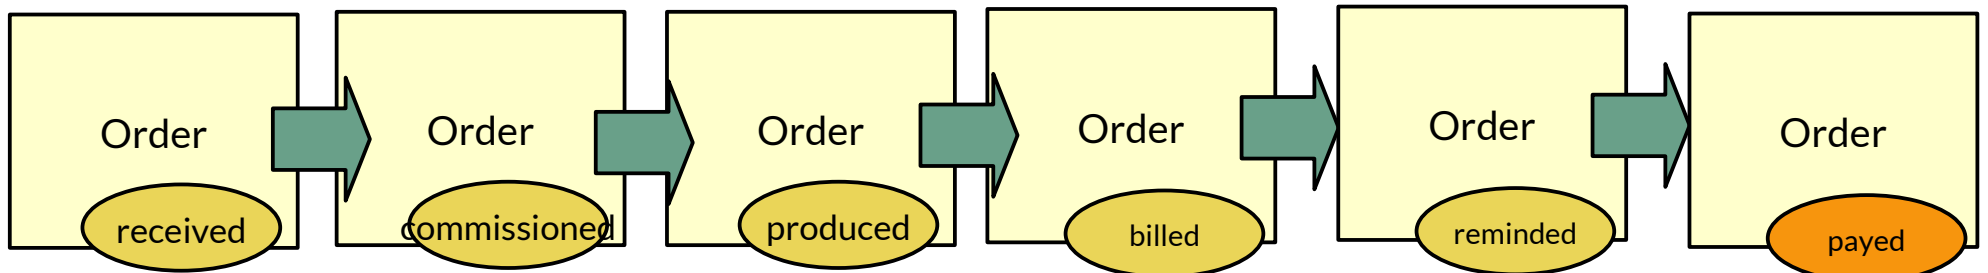 Order
received
Order
commissioned
Order
produced
Order
billed
Order
reminded
Order
payed